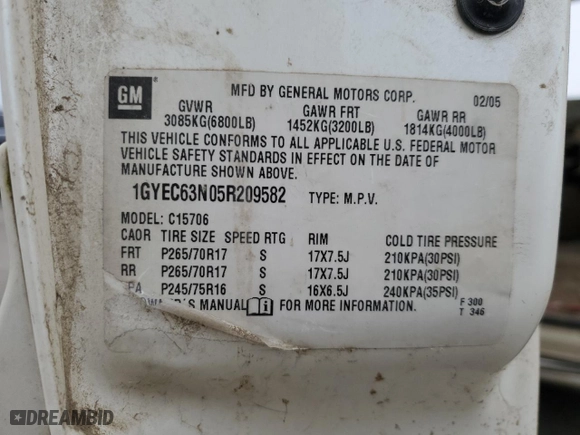 GM
MFD BY GENERAL MOTORS CORP. 02/05
GVWR GAWR FRT GAWR RR
3085KG(6800LB) 1452KG(3200LB) 1814KG(4000LB)
THIS VEHICLE CONFORMS TO ALL APPLICABLE U.S. FEDERAL MOTOR
VEHICLE SAFETY STANDARDS IN EFFECT ON THE DATE OF
MANUFACTURE SHOWN ABOVE.
1GYEC63N05R209582 TYPE: M.P.V.
MODEL: C15706
CAOR TIRE SIZE SPEED RTG RIM COLD TIRE PRESSURE
FRT P265/70R17 S 17X7.5J 210KPA(30PSI)
RR P265/70R17 S 17X7.5J 210KPA(30PSI)
PA P245/75R16 S 16X6.5J 240KPA(35PSI)
OWNER'S MANUAL FOR MORE INFORMATION. F 300
T 346
DREAMBID